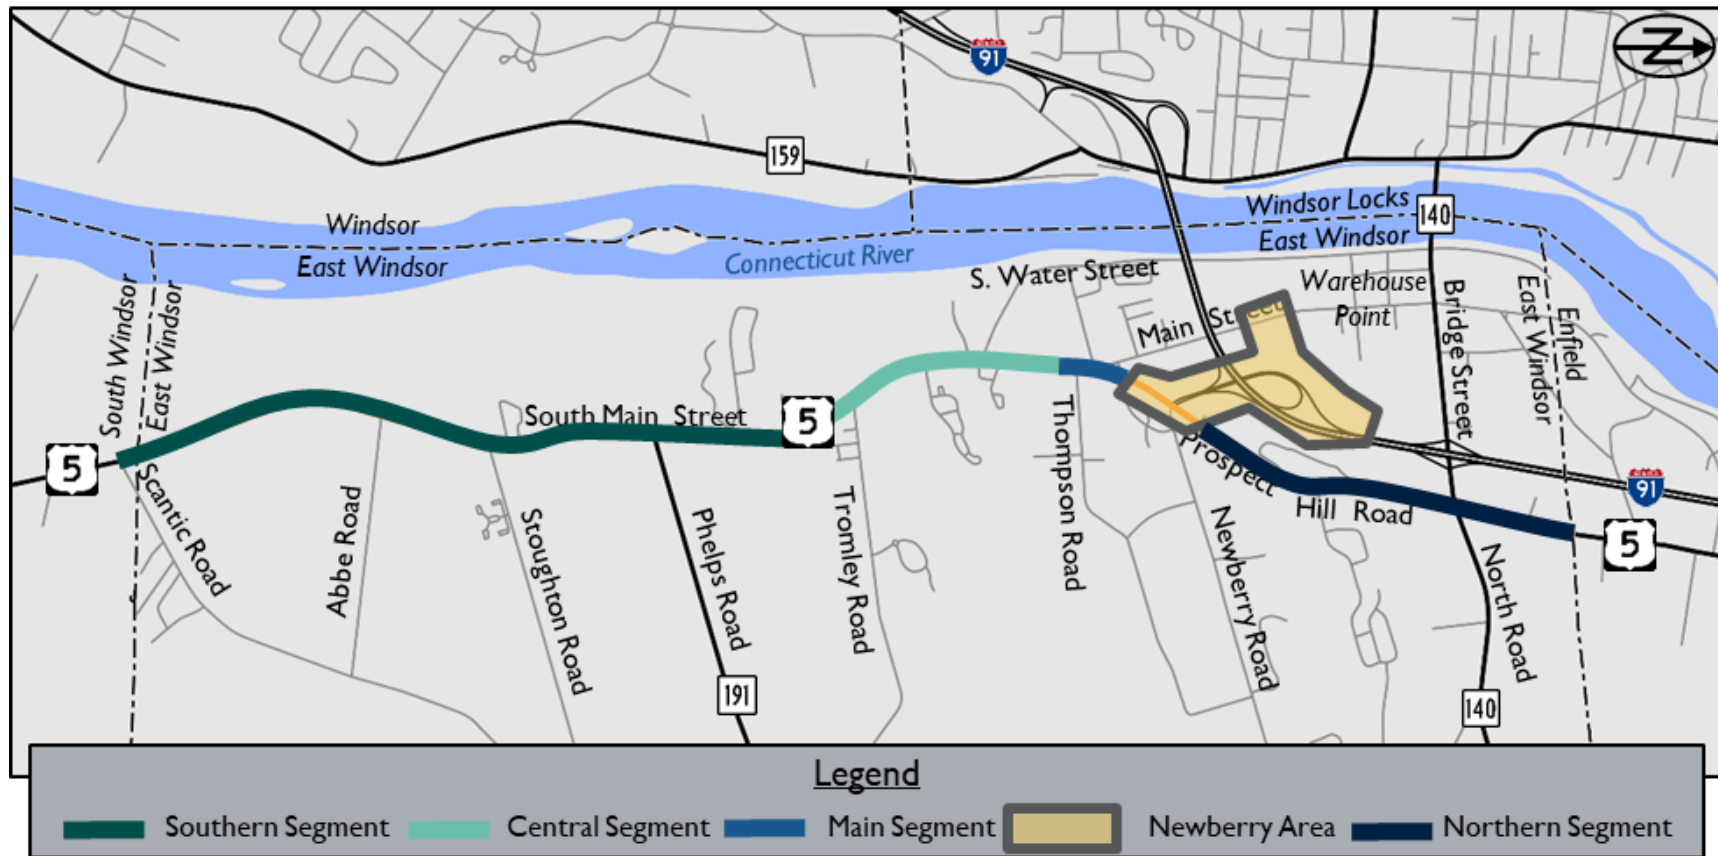 91
Z
159
Windsor
East Windsor
Windsor Locks
140
East Windsor
Connecticut River
S. Water Street
Warehouse
Point
Main Street
South Windsor
East Windsor
Bridge Street
East Windsor
Enfield
5
South Main Street
5
Scantic Road
Abbe Road
Stoughton Road
Phelps Road
191
Tromley Road
Thompson Road
Newberry Road
Prospect Hill Road
91
5
North Road
140
Legend
Southern Segment
Central Segment
Main Segment
Newberry Area
Northern Segment